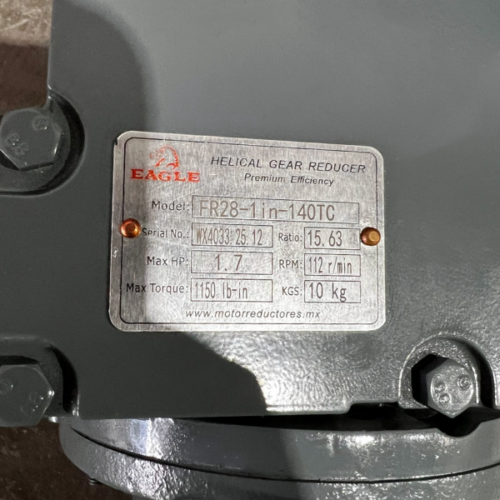 EAGLE
HELICAL GEAR REDUCER
Premium Efficiency
Model: FR28-1in-140TC
Serial No.: WX4033 25.12 Ratio: 15.63
Max HP: 1.7 RPM: 112 r/min
Max Torque: 1150 lb-in KGS: 10 kg
www.motorreductores.mx